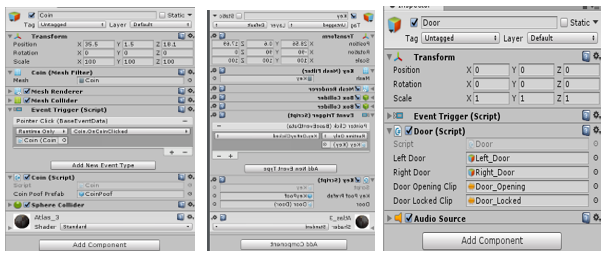 Coin Static
Tag Untagged Layer Default
Transform
Position X 35.5 Y 1.5 Z 18.1
Rotation X 0 Y 0 Z 0
Scale X 100 Y 100 Z 100
Coin (Mesh Filter)
Mesh Coin
Mesh Renderer
Mesh Collider
Event Trigger (Script)
Pointer Click (BaseEventData)
Runtime Only Coin.OnCoinClicked
Coin (Coin)
Add New Event Type
Coin (Script)
Script Coin
Coin Poof Prefab CoinPoof
Sphere Collider
Atlas_3
Shader Standard
Add Component
Key Static
Tag Untagged Layer Default
Transform
Position X Y 0.6 Z
Rotation X Y Z
Scale X 100 Y 100 Z 100
Key (Mesh Filter)
Mesh Key
Mesh Renderer
Box Collider
Box Collider
Event Trigger (Script)
Pointer Click (BaseEventData)
Runtime Only Key.OnKeyClicked
Key (Key)
Add New Event Type
Key (Script)
Script Key
Key Poof Prefab KeyPoof
Door Door (Door)
Atlas_3
Shader Standard
Add Component
Inspector
Door Static
Tag Untagged Layer Default
Transform
Position X 0 Y 0 Z 0
Rotation X 0 Y 0 Z 0
Scale X 1 Y 1 Z 1
Event Trigger (Script)
Door (Script)
Script Door
Left Door Left_Door
Right Door Right_Door
Door Opening Clip Door_Opening
Door Locked Clip Door_Locked
Audio Source
Add Component